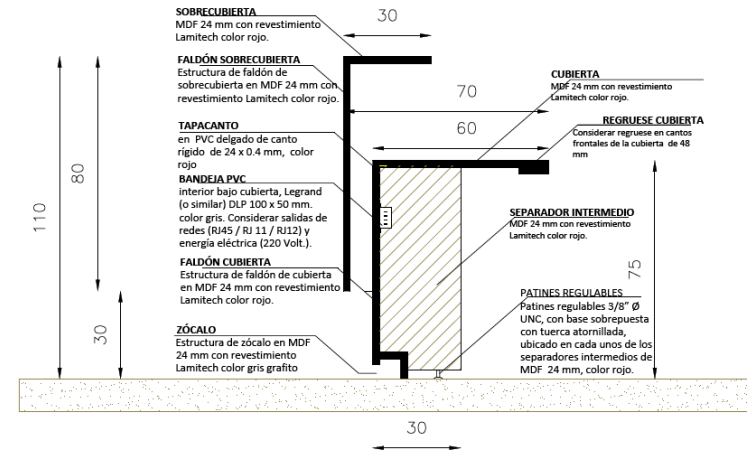 SOBRECUBIERTA
MDF 24 mm con revestimiento
Lamitech color rojo.
FALDÓN SOBRECUBIERTA
Estructura de faldón de
sobrecubierta en MDF 24 mm con
revestimiento Lamitech color rojo.
TAPACANTO
en PVC delgado de canto
rígido de 24 x 0.4 mm, color
rojo
BANDEJA PVC
interior bajo cubierta, Legrand
(o similar) DLP 100 x 50 mm.
color gris. Considerar salidas de
redes (RJ45 / RJ 11 / RJ12) y
energía eléctrica (220 Volt.).
FALDÓN CUBIERTA
Estructura de faldón de cubierta
en MDF 24 mm con revestimiento
Lamitech color rojo.
ZÓCALO
Estructura de zócalo en MDF
24 mm con revestimiento
Lamitech color gris grafito
30
70
60
110
80
30
75
30
CUBIERTA
MDF 24 mm con revestimiento
Lamitech color rojo.
REGRUESE CUBIERTA
Considerar regruese en cantos
frontales de la cubierta de 48
mm
SEPARADOR INTERMEDIO
MDF 24 mm con revestimiento
Lamitech color rojo.
PATINES REGULABLES
Patines regulables 3/8" Ø
UNC, con base sobrepuesta
con tuerca atornillada,
ubicado en cada unos de los
separadores intermedios de
MDF 24 mm, color rojo.